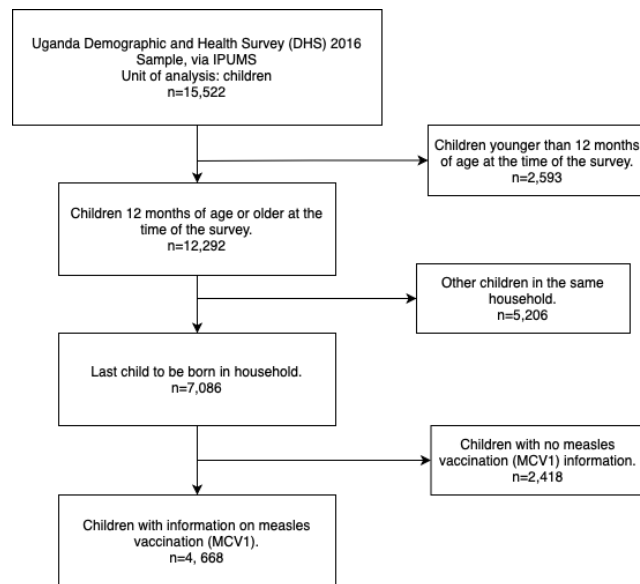 Uganda Demographic and Health Survey (DHS) 2016
Sample, via IPUMS
Unit of analysis: children
n=15,522
Children younger than 12 months
of age at the time of the survey.
n=2,593
Children 12 months of age or older at the
time of the survey.
n=12,292
Other children in the same
household.
n=5,206
Last child to be born in household.
n=7,086
Children with no measles
vaccination (MCV1) information.
n=2,418
Children with information on measles
vaccination (MCV1).
n=4, 668